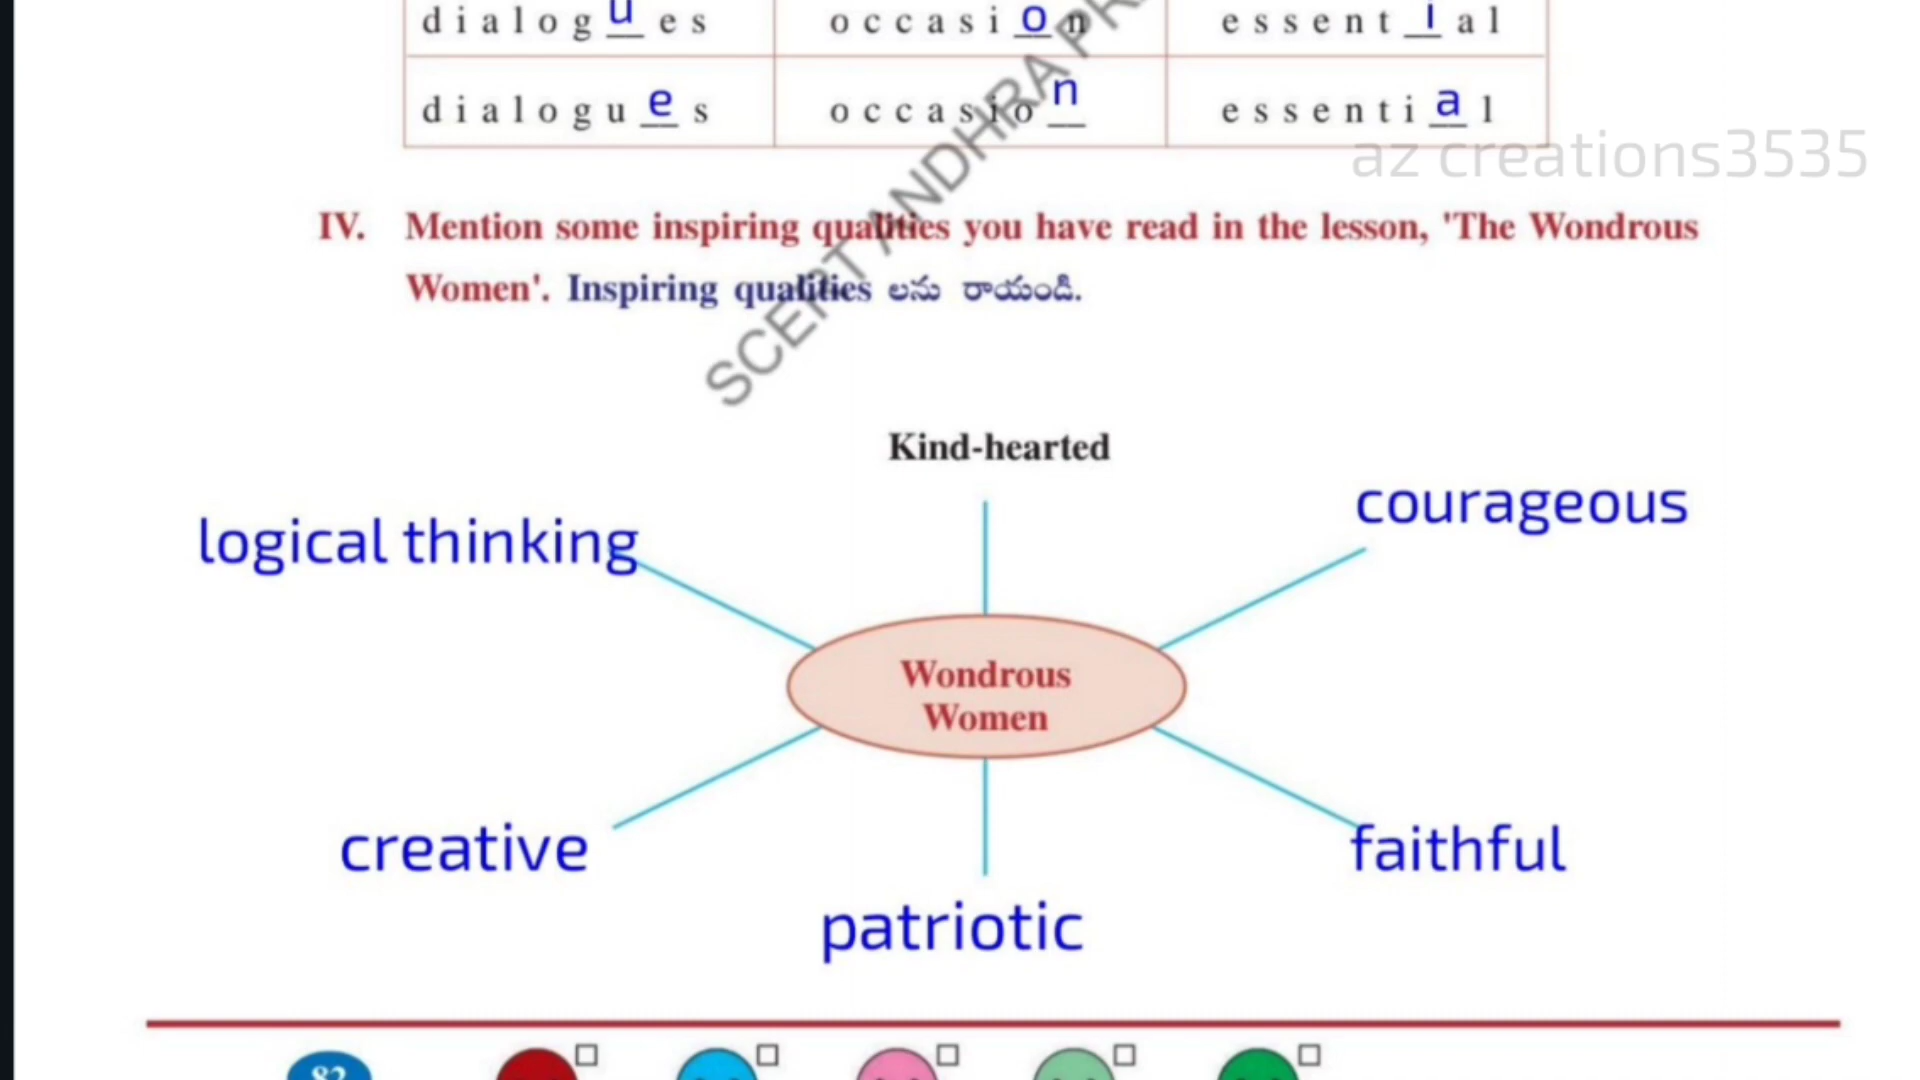 d i a l o g u e s o c c a s i o n e s s e n t i a l
d i a l o g u e s o c c a s i o n e s s e n t i a l
az creations3535
IV. Mention some inspiring qualities you have read in the lesson, 'The Wondrous
Women'. Inspiring qualities లను రాయండి.
SCERT ANDHRA PR
Kind-hearted
courageous
logical thinking
Wondrous
Women
creative
faithful
patriotic
82